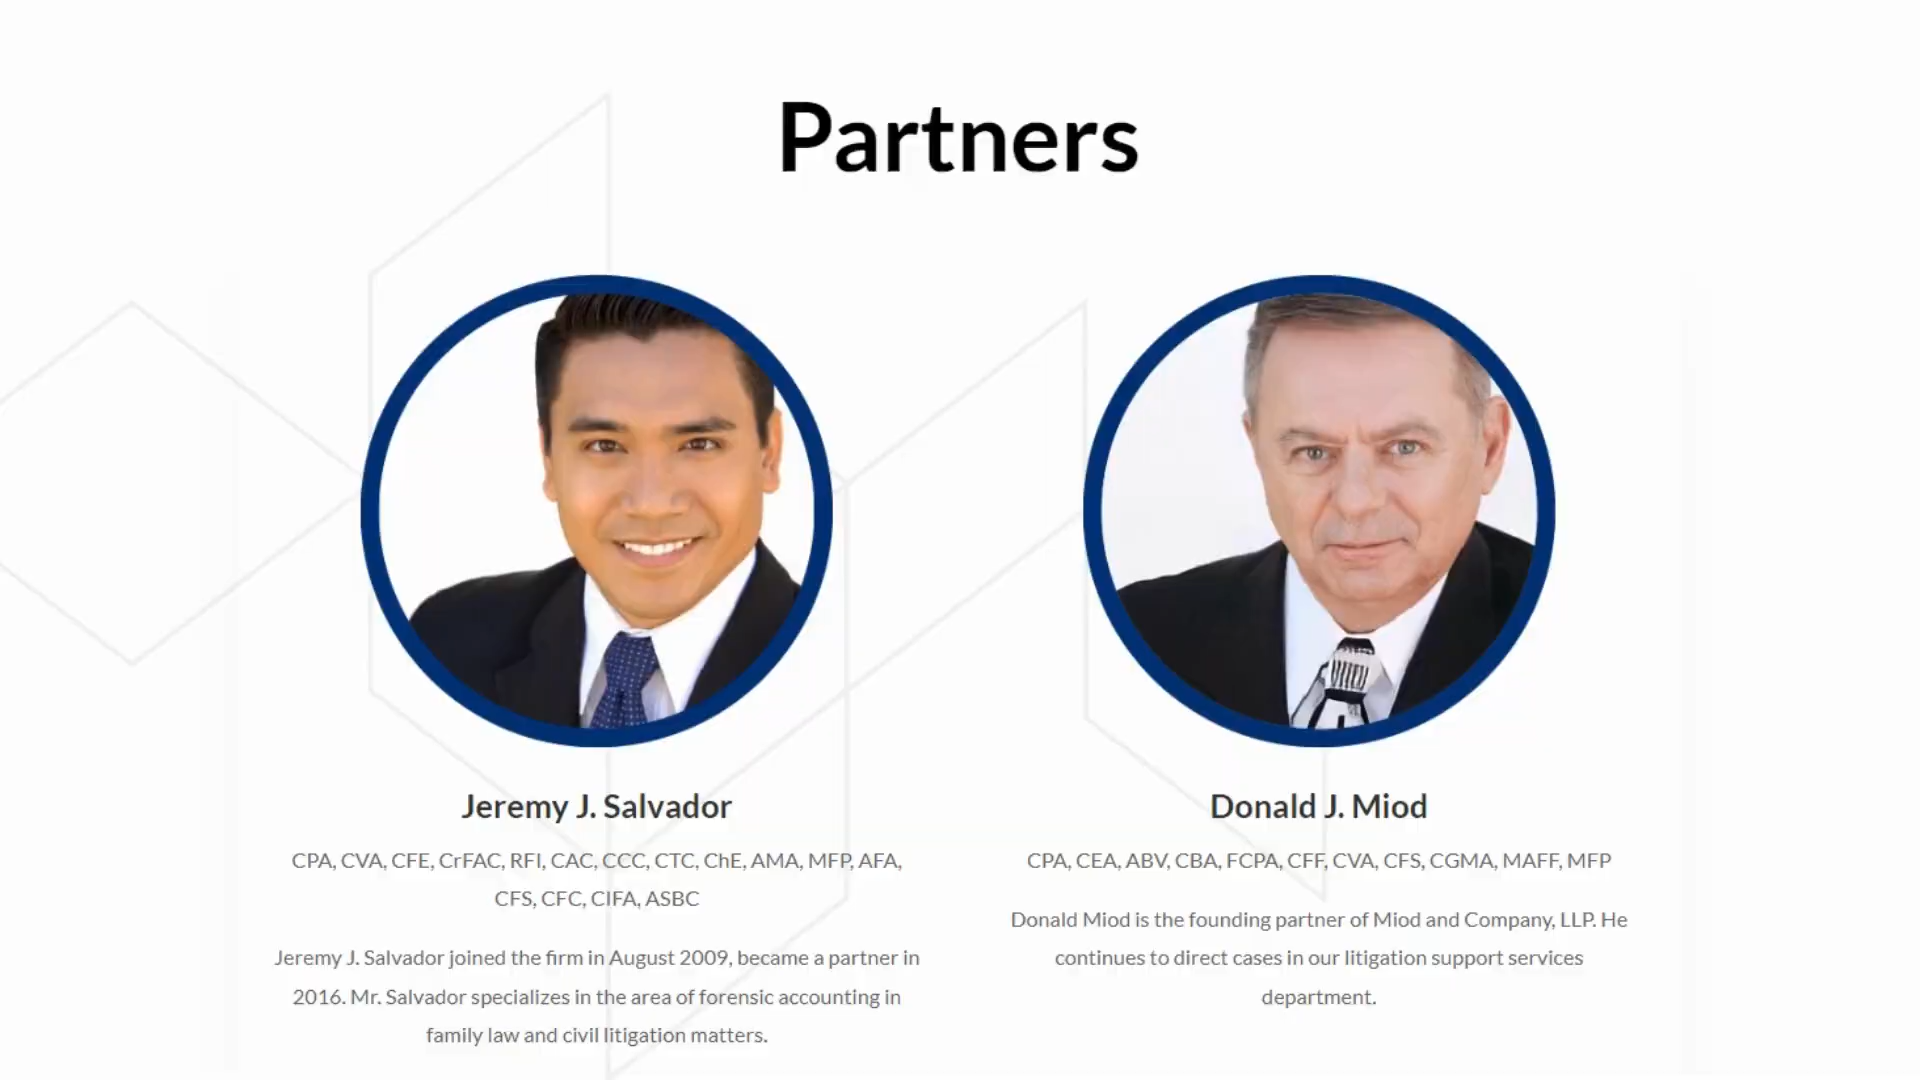 Partners
Jeremy J. Salvador
CPA, CVA, CFE, CrFAC, RFI, CAC, CCC, CTC, ChE, AMA, MFP, AFA,
CFS, CFC, CIFA, ASBC
Jeremy J. Salvador joined the firm in August 2009, became a partner in
2016. Mr. Salvador specializes in the area of forensic accounting in
family law and civil litigation matters.
Donald J. Miod
CPA, CEA, ABV, CBA, FCPA, CFF, CVA, CFS, CGMA, MAFF, MFP
Donald Miod is the founding partner of Miod and Company, LLP. He
continues to direct cases in our litigation support services
department.